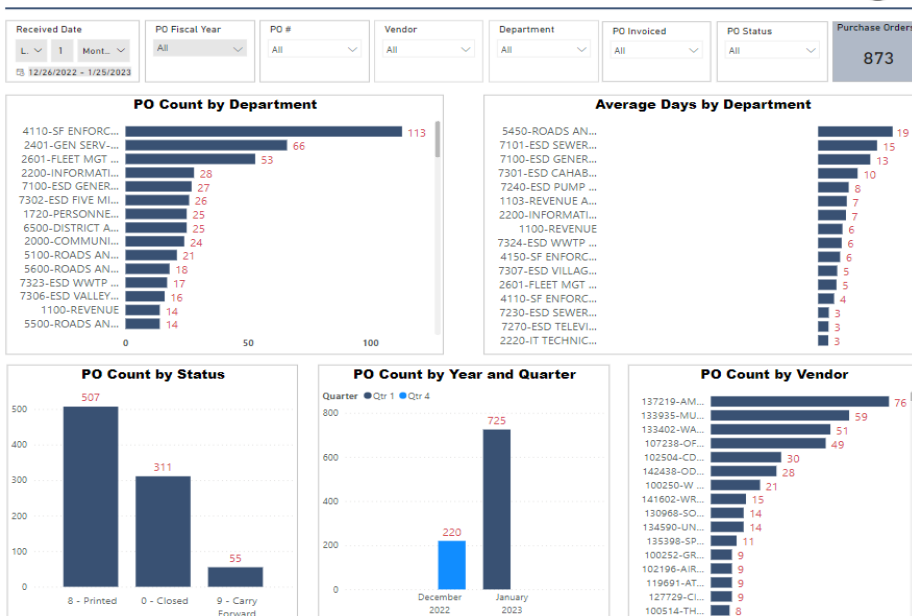 Received Date
L. 1 Mont..
12/26/2022 - 1/25/2023
PO Fiscal Year
All
PO #
All
Vendor
All
Department
All
PO Invoiced
All
PO Status
All
Purchase Orders
873
PO Count by Department
4110-SF ENFORC... 113
2401-GEN SERV-... 66
2601-FLEET MGT ... 53
2200-INFORMATI... 28
7100-ESD GENER... 27
7302-ESD FIVE MI... 26
1720-PERSONNE... 25
6500-DISTRICT A... 25
2000-COMMUNI... 24
5100-ROADS AN... 21
5600-ROADS AN... 18
7323-ESD WWTP ... 17
7306-ESD VALLEY... 16
1100-REVENUE 14
5500-ROADS AN... 14
0 50 100
Average Days by Department
5450-ROADS AN... 19
7101-ESD SEWER... 15
7100-ESD GENER... 13
7301-ESD CAHAB... 10
7240-ESD PUMP ... 8
1103-REVENUE A... 7
2200-INFORMATI... 7
1100-REVENUE 6
7324-ESD WWTP ... 6
4150-SF ENFORC... 6
7307-ESD VILLAG... 5
2601-FLEET MGT ... 5
4110-SF ENFORC... 4
7230-ESD SEWER... 3
7270-ESD TELEVI... 3
2220-IT TECHNIC... 3
PO Count by Status
507
500
400
311
300
200
100
55
0
8 - Printed 0 - Closed 9 - Carry
Forward
PO Count by Year and Quarter
Quarter Qtr 1 Qtr 4
800
725
600
400
220
200
0
December January
2022 2023
PO Count by Vendor
137219-AM... 76
133935-MU... 59
133402-WA... 51
107238-OF... 49
102504-CD... 30
142438-OD... 28
100250-W ... 21
141602-WR... 15
130968-SO... 14
134590-UN... 14
135398-SP... 11
100252-GR... 9
102196-AIR... 9
119691-AT... 9
127729-CI... 9
100514-TH... 8